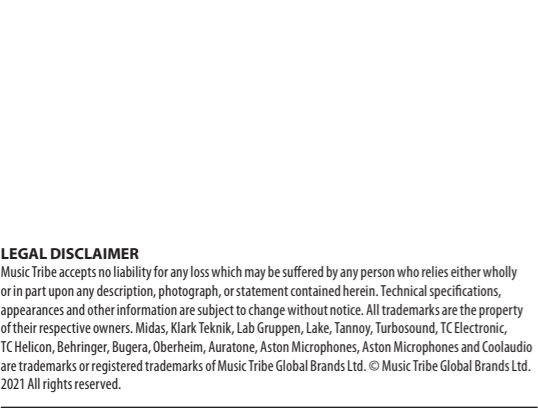 LEGAL DISCLAIMER
Music Tribe accepts no liability for any loss which may be suffered by any person who relies either wholly
or in part upon any description, photograph, or statement contained herein. Technical specifications,
appearances and other information are subject to change without notice. All trademarks are the property
of their respective owners. Midas, Klark Teknik, Lab Gruppen, Lake, Tannoy, Turbosound, TC Electronic,
TC Helicon, Behringer, Bugera, Oberheim, Auratone, Aston Microphones, Aston Microphones and Coolaudio
are trademarks or registered trademarks of Music Tribe Global Brands Ltd. © Music Tribe Global Brands Ltd.
2021 All rights reserved.